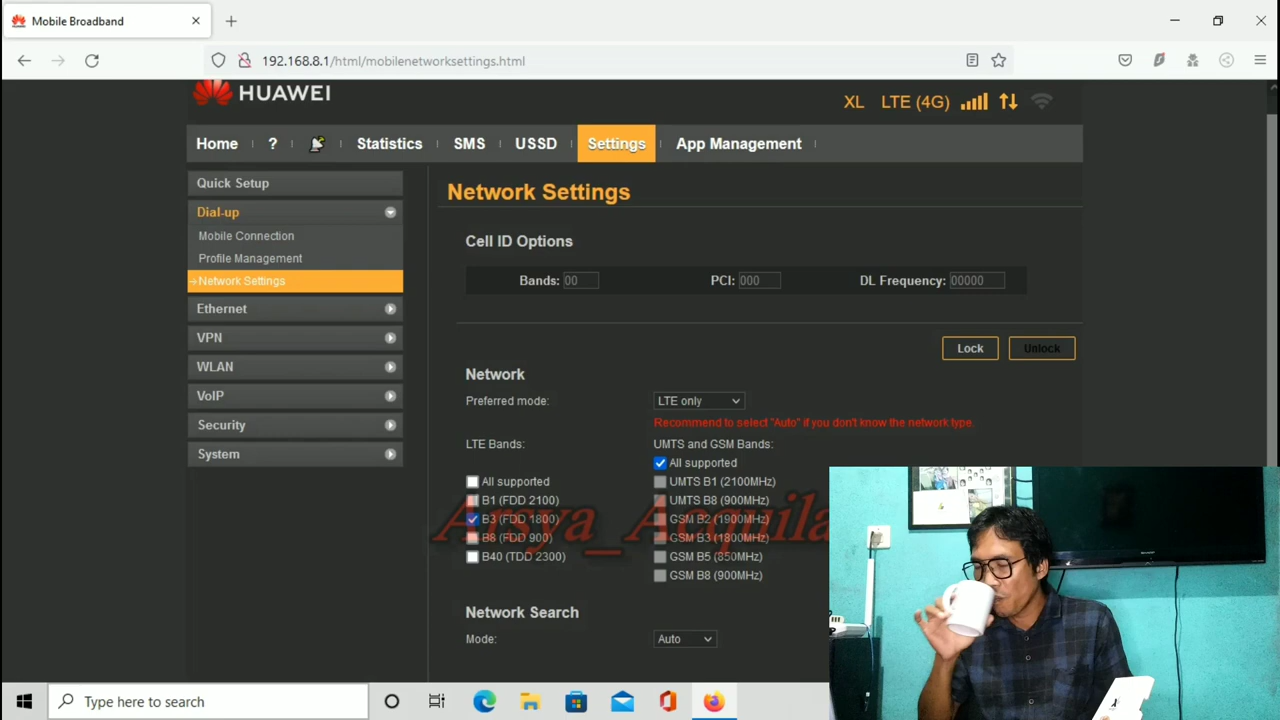 Mobile Broadband
192.168.8.1/html/mobilenetworksettings.html
HUAWEI
XL LTE (4G)
Home ? Statistics SMS USSD Settings App Management
Quick Setup
Dial-up
Mobile Connection
Profile Management
Network Settings
Ethernet
VPN
WLAN
VoIP
Security
System
Network Settings
Cell ID Options
Bands: 00 PCI: 000 DL Frequency: 00000
Lock Unlock
Network
Preferred mode: LTE only
Recommend to select "Auto" if you don't know the network type.
LTE Bands: UMTS and GSM Bands:
All supported
All supported UMTS B1 (2100MHz)
B1 (FDD 2100) UMTS B8 (900MHz)
B3 (FDD 1800) GSM B2 (1900MHz)
B8 (FDD 900) GSM B3 (1800MHz)
B40 (TDD 2300) GSM B5 (850MHz)
GSM B8 (900MHz)
Arsya_Aqquila
Network Search
Mode: Auto
Type here to search